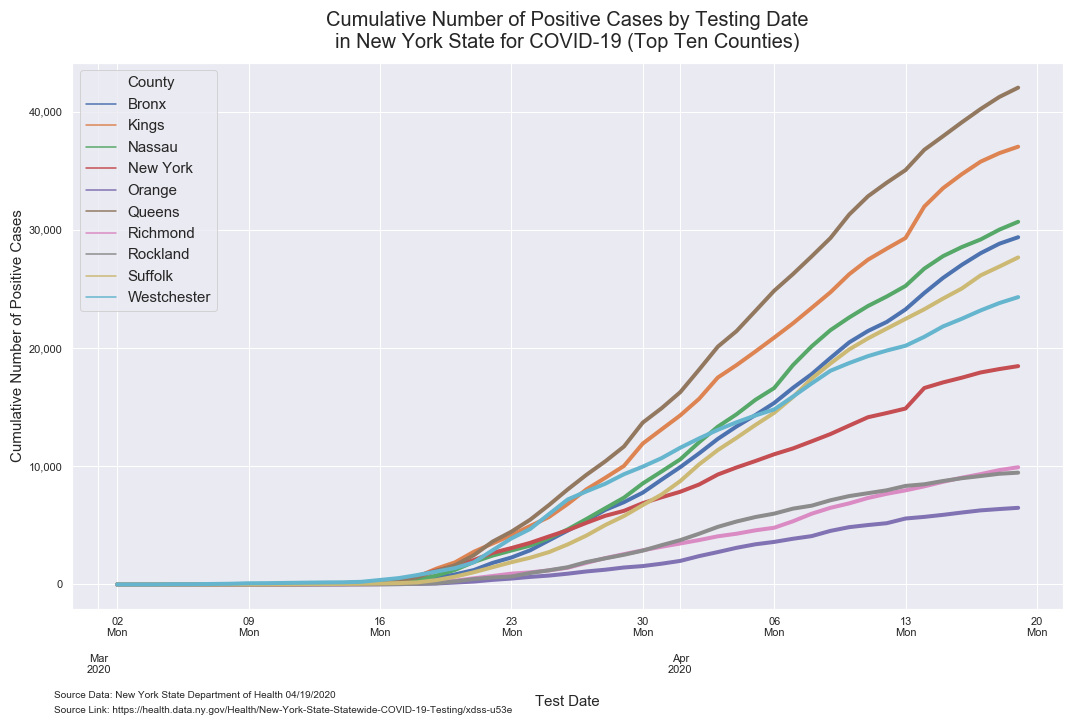 Cumulative Number of Positive Cases by Testing Date
in New York State for COVID-19 (Top Ten Counties)
County
Bronx
Kings
Nassau
New York
Orange
Queens
Richmond
Rockland
Suffolk
Westchester
Cumulative Number of Positive Cases
40,000
30,000
20,000
10,000
0
02 09 16 23 30 06 13 20
Mon Mon Mon Mon Mon Mon Mon Mon
Mar Apr
2020 2020
Test Date
Source Data: New York State Department of Health 04/19/2020
Source Link: https://health.data.ny.gov/Health/New-York-State-Statewide-COVID-19-Testing/xdss-u53e